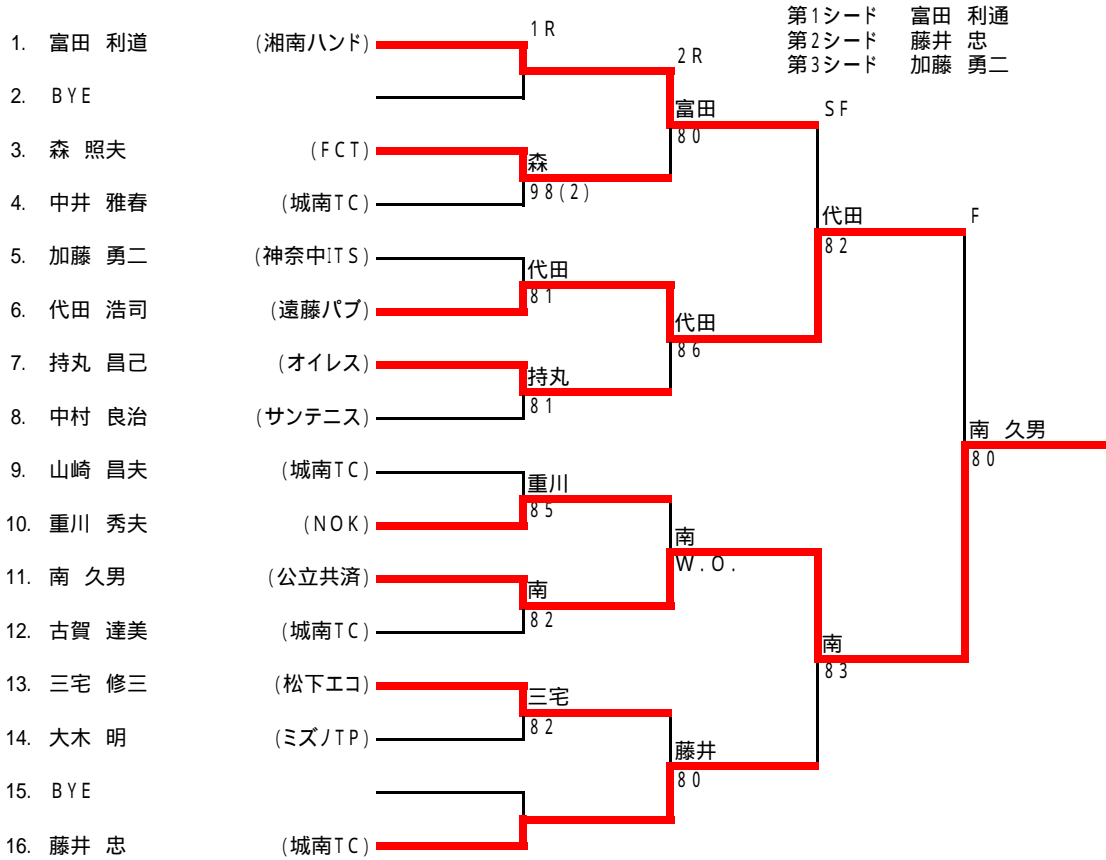 第1シード 富田 利通
第2シード 藤井 忠
第3シード 加藤 勇二
1R
2R
SF
F
1. 富田 利道 (湘南ハンド)
2. BYE
3. 森 照夫 (FCT)
4. 中井 雅春 (城南TC)
5. 加藤 勇二 (神奈中ITS)
6. 代田 浩司 (遠藤パブ)
7. 持丸 昌己 (オイレス)
8. 中村 良治 (サンテニス)
9. 山崎 昌夫 (城南TC)
10. 重川 秀夫 (NOK)
11. 南 久男 (公立共済)
12. 古賀 達美 (城南TC)
13. 三宅 修三 (松下エコ)
14. 大木 明 (ミズノTP)
15. BYE
16. 藤井 忠 (城南TC)
森
98(2)
代田
81
持丸
81
重川
85
南
82
三宅
82
富田
80
代田
86
南
W.O.
藤井
80
代田
82
南
83
南 久男
80